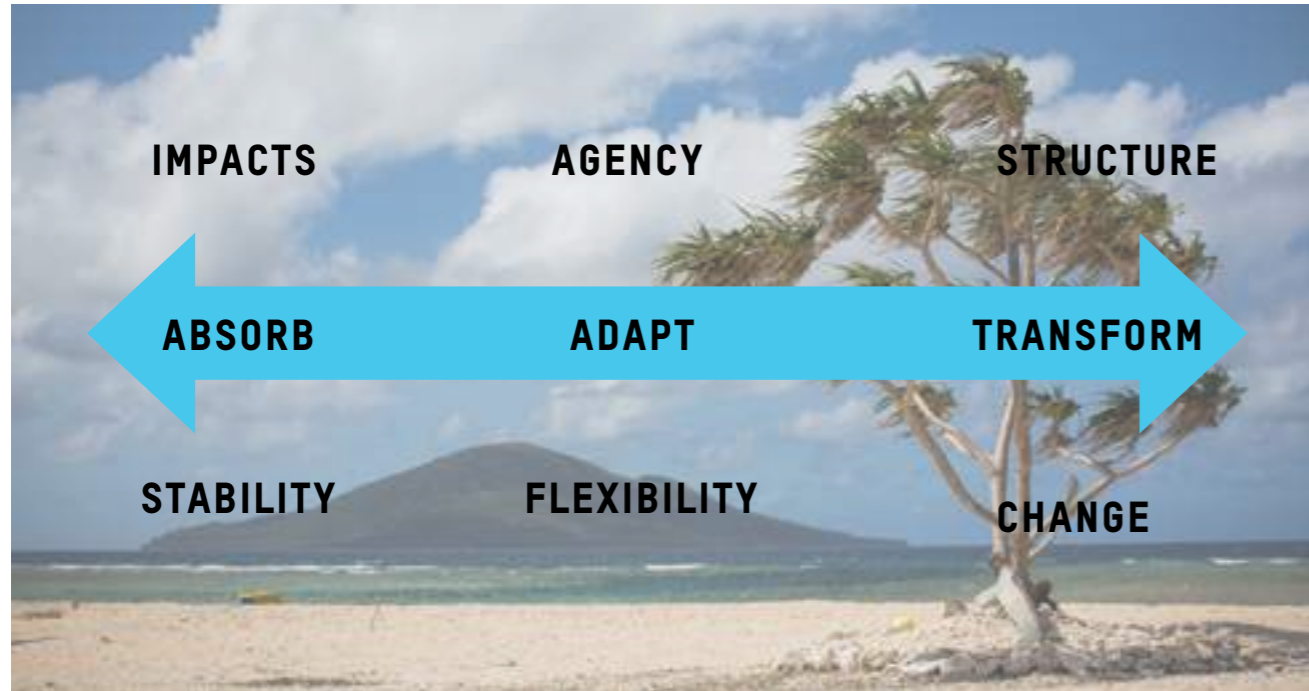 IMPACTS AGENCY STRUCTURE
ABSORB ADAPT TRANSFORM
STABILITY FLEXIBILITY CHANGE